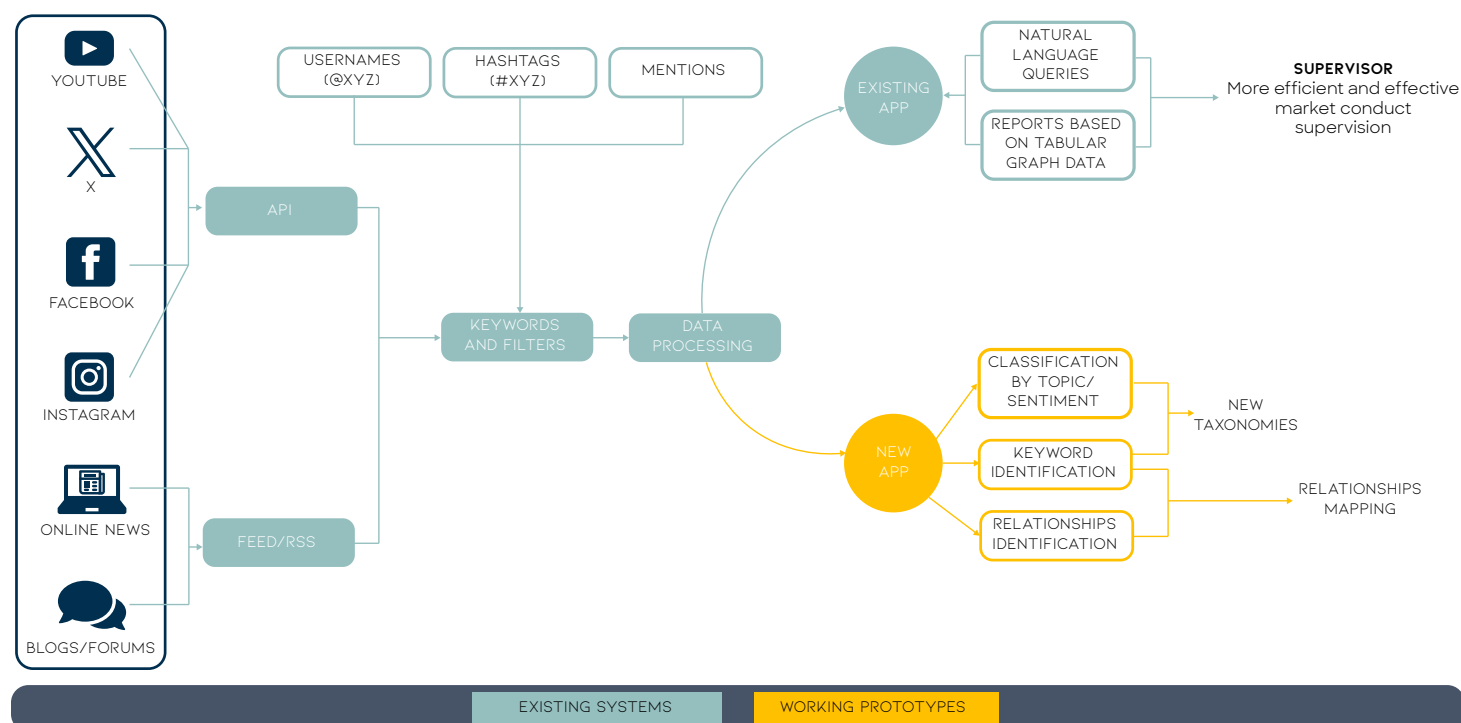 YOUTUBE
X
FACEBOOK
INSTAGRAM
ONLINE NEWS
BLOGS/FORUMS
API
FEED/RSS
USERNAMES
(@XYZ)
HASHTAGS
(#XYZ)
MENTIONS
KEYWORDS
AND FILTERS
DATA
PROCESSING
EXISTING
APP
NATURAL
LANGUAGE
QUERIES
REPORTS BASED
ON TABULAR
GRAPH DATA
SUPERVISOR
More efficient and effective
market conduct
supervision
NEW
APP
CLASSIFICATION
BY TOPIC/
SENTIMENT
KEYWORD
IDENTIFICATION
RELATIONSHIPS
IDENTIFICATION
NEW
TAXONOMIES
RELATIONSHIPS
MAPPING
EXISTING SYSTEMS
WORKING PROTOTYPES